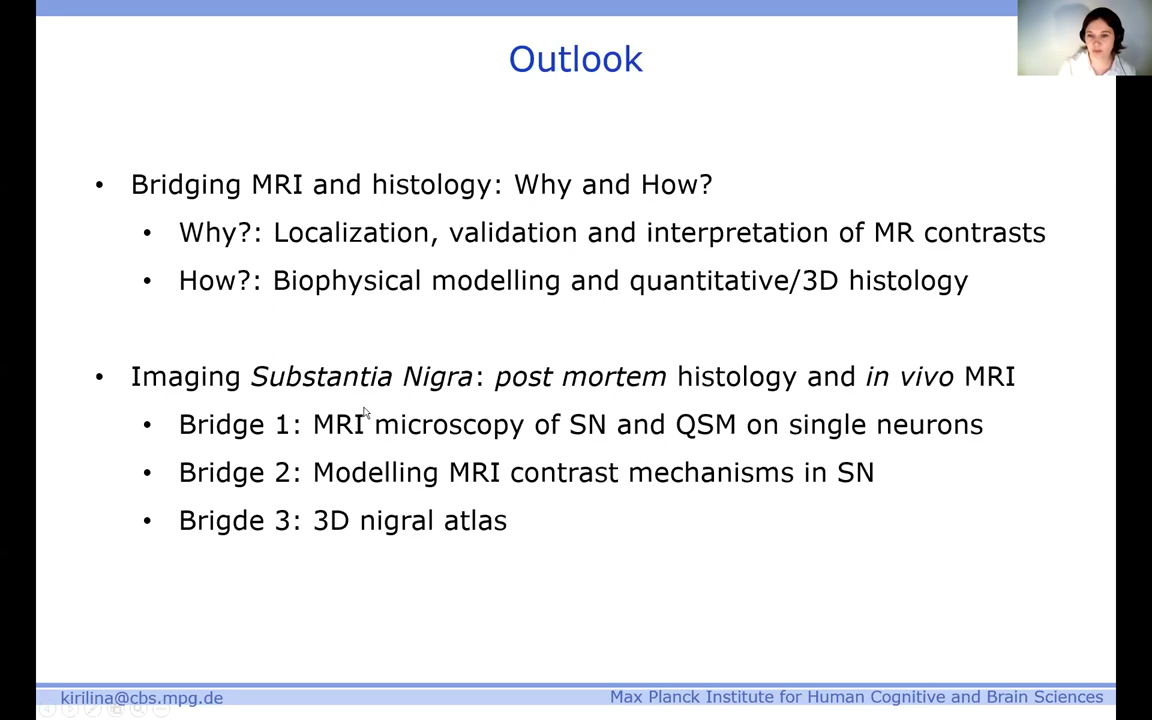 Outlook
• Bridging MRI and histology: Why and How?
• Why?: Localization, validation and interpretation of MR contrasts
• How?: Biophysical modelling and quantitative/3D histology
• Imaging Substantia Nigra: post mortem histology and in vivo MRI
• Bridge 1: MRI microscopy of SN and QSM on single neurons
• Bridge 2: Modelling MRI contrast mechanisms in SN
• Brigde 3: 3D nigral atlas
kirilina@cbs.mpg.de
Max Planck Institute for Human Cognitive and Brain Sciences